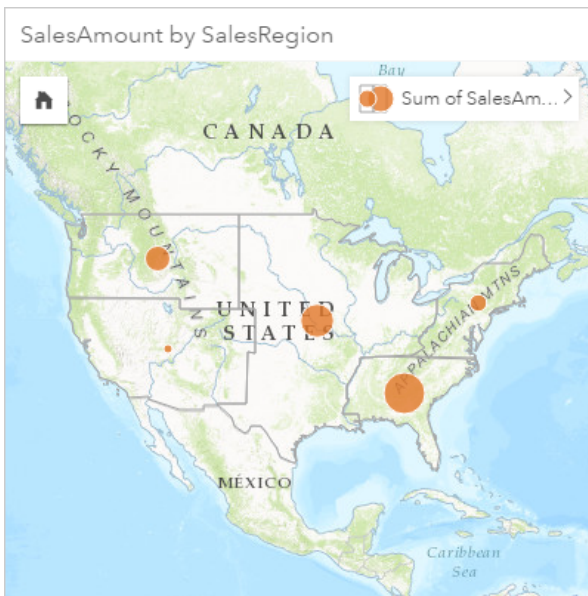 SalesAmount by SalesRegion
Bay
Sum of SalesAm...
CANADA
ROCKY MOUNTAINS
UNITED
STATES
APPALACHIAN MTNS
MÉXICO
Caribbean
Sea